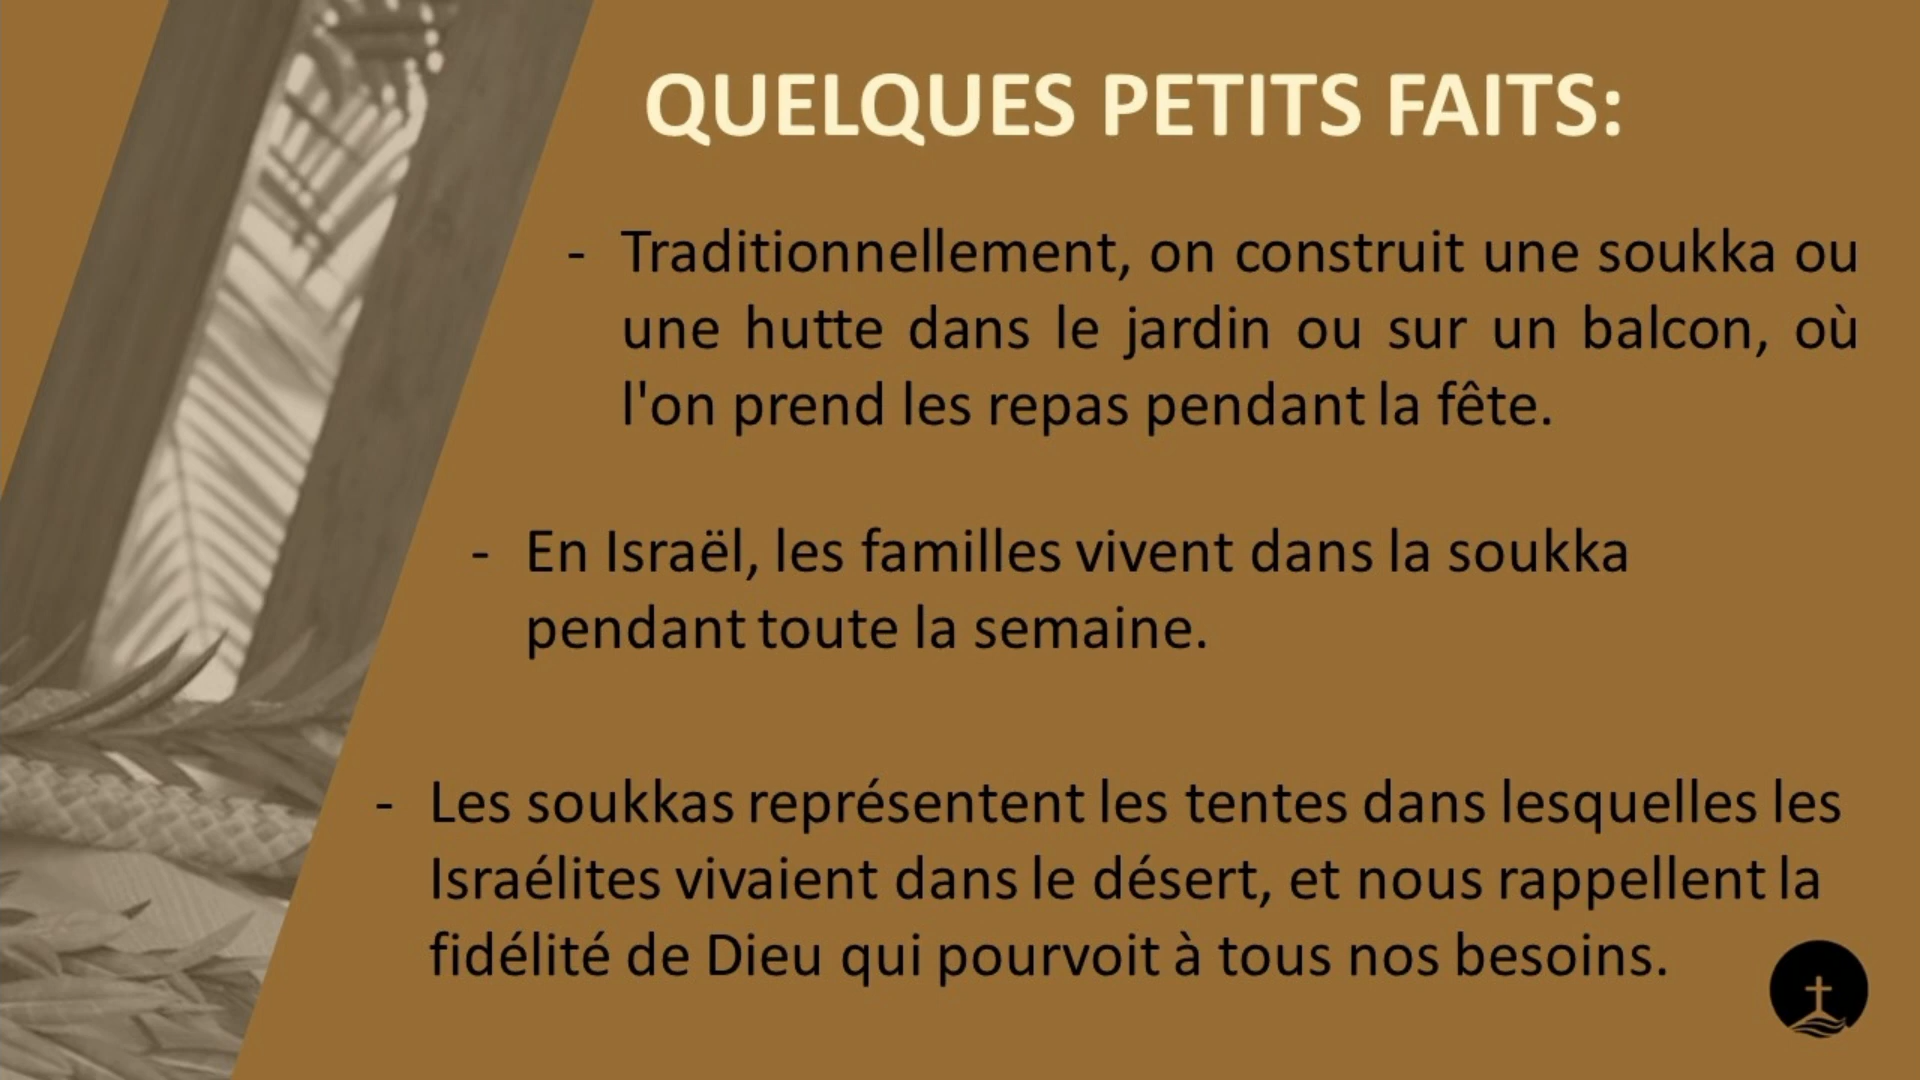 QUELQUES PETITS FAITS:
- Traditionnellement, on construit une soukka ou
une hutte dans le jardin ou sur un balcon, où
l'on prend les repas pendant la fête.
- En Israël, les familles vivent dans la soukka
pendant toute la semaine.
- Les soukkas représentent les tentes dans lesquelles les
Israélites vivaient dans le désert, et nous rappellent la
fidélité de Dieu qui pourvoit à tous nos besoins.